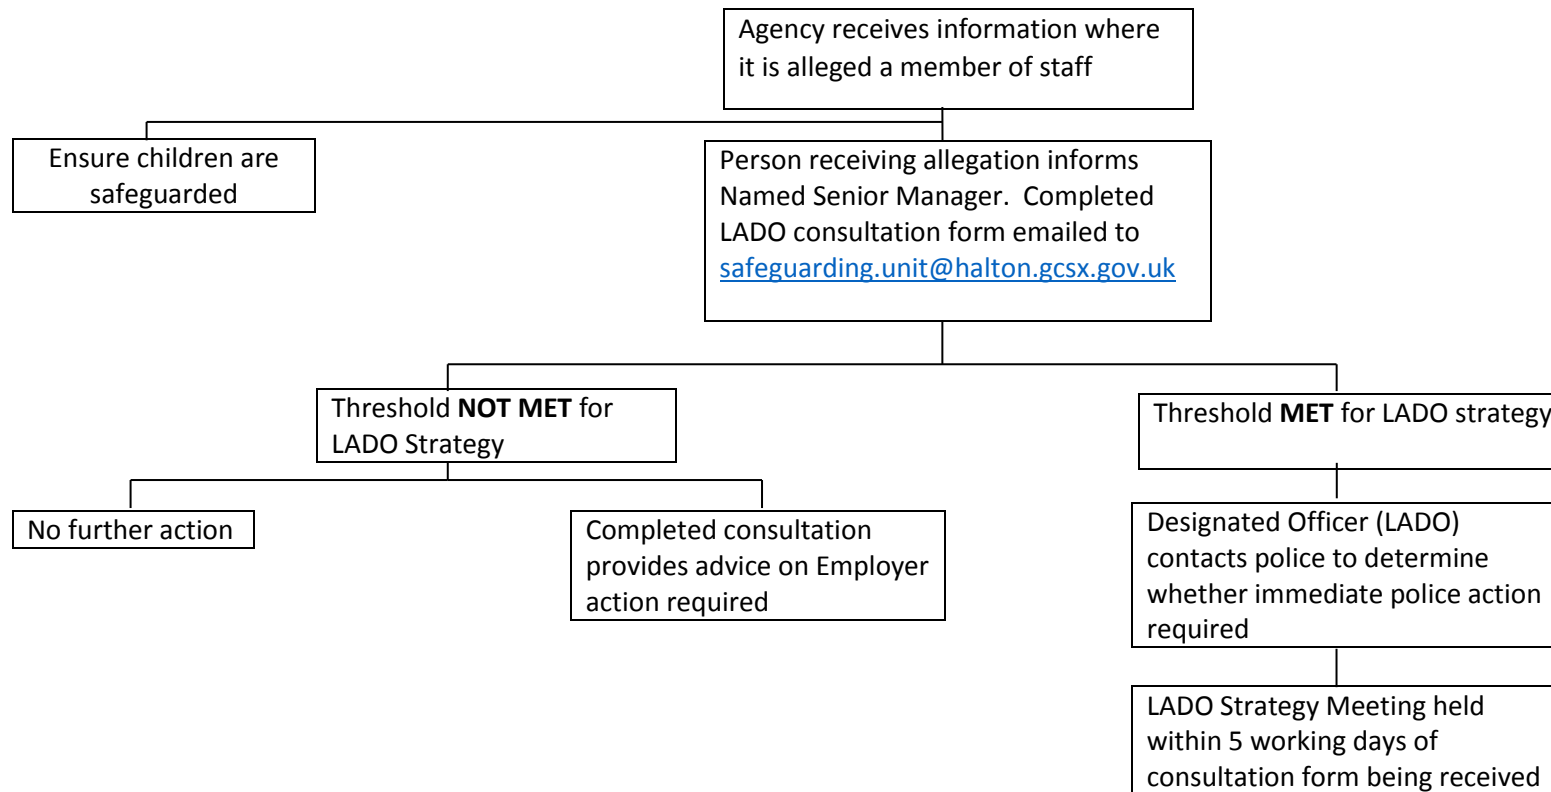 Agency receives information where
it is alleged a member of staff
Ensure children are
safeguarded
Person receiving allegation informs
Named Senior Manager.  Completed
LADO consultation form emailed to
safeguarding.unit@halton.gcsx.gov.uk
Threshold NOT MET for
LADO Strategy
Threshold MET for LADO strategy
No further action
Completed consultation
provides advice on Employer
action required
Designated Officer (LADO)
contacts police to determine
whether immediate police action
required
LADO Strategy Meeting held
within 5 working days of
consultation form being received